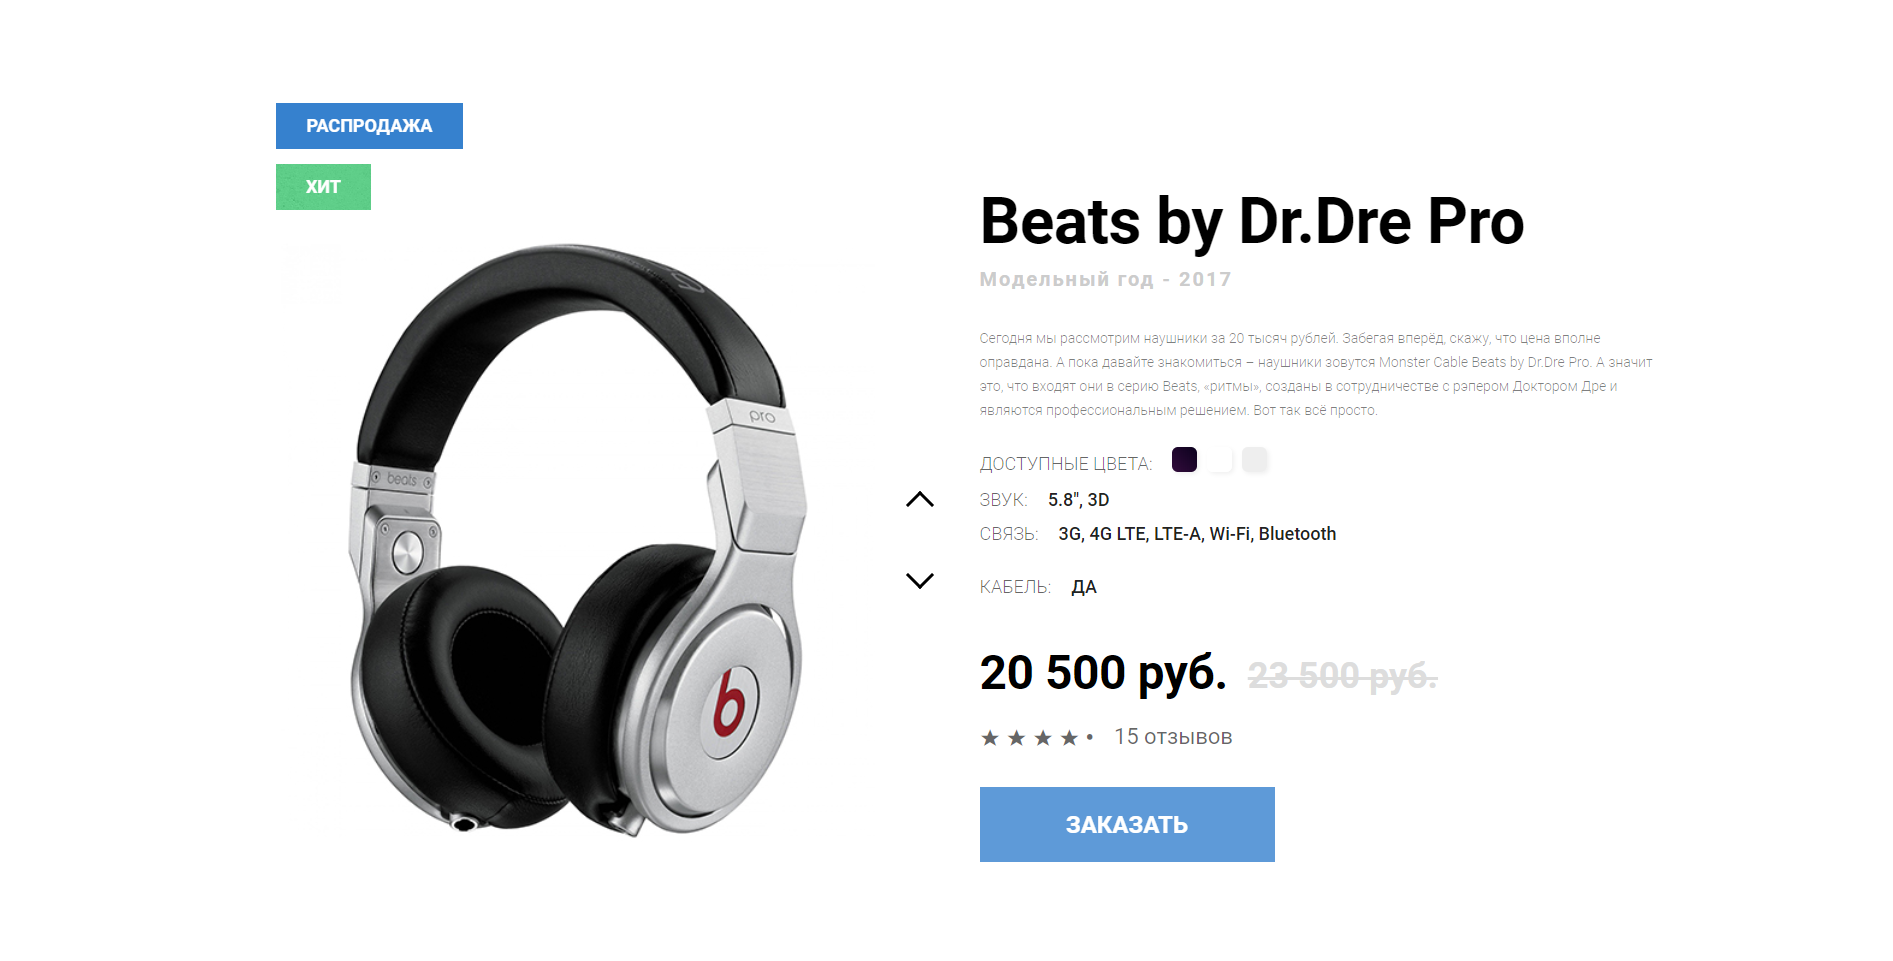 РАСПРОДАЖА
ХИТ
pro
beats
b
Beats by Dr.Dre Pro
Модельный год - 2017
Сегодня мы рассмотрим наушники за 20 тысяч рублей. Забегая вперёд, скажу, что цена вполне
оправдана. А пока давайте знакомиться – наушники зовутся Monster Cable Beats by Dr.Dre Pro. А значит
это, что входят они в серию Beats, «ритмы», созданы в сотрудничестве с рэпером Доктором Дре и
являются профессиональным решением. Вот так всё просто.
ДОСТУПНЫЕ ЦВЕТА:
ЗВУК: 5.8", 3D
СВЯЗЬ: 3G, 4G LTE, LTE-A, Wi-Fi, Bluetooth
КАБЕЛЬ: ДА
20 500 руб. 23 500 руб.
15 отзывов
ЗАКАЗАТЬ